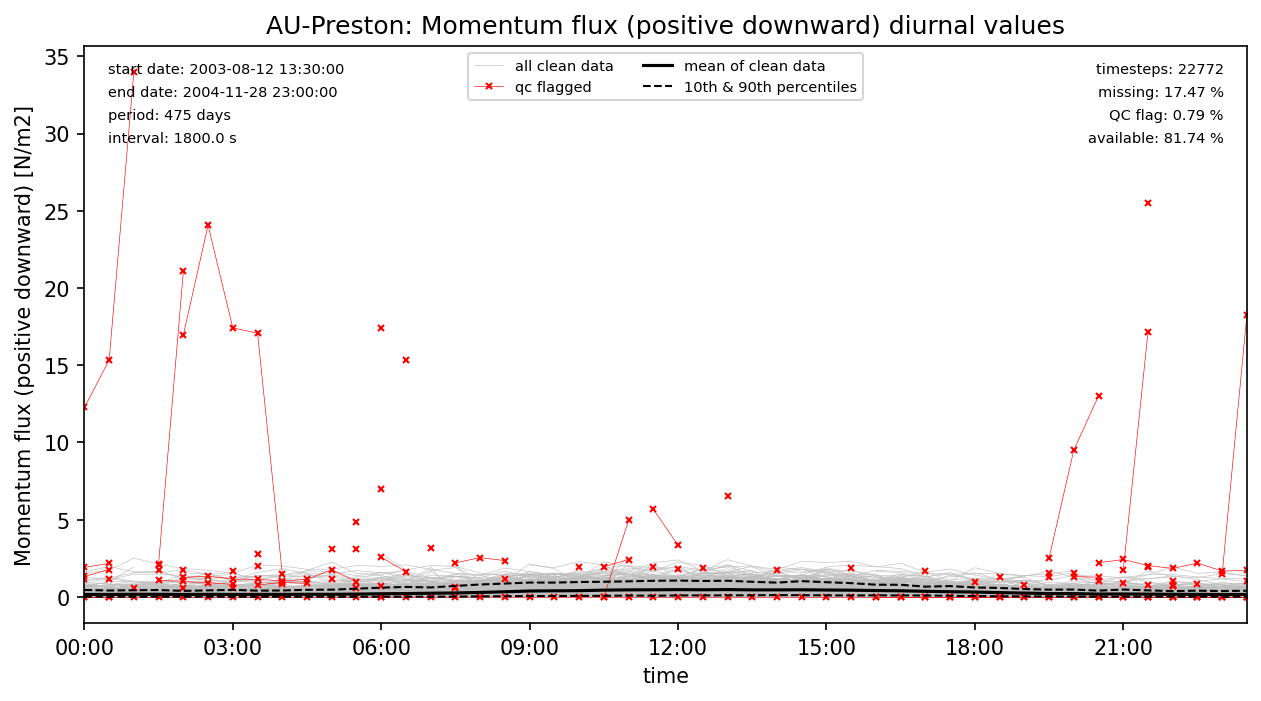 AU-Preston: Momentum flux (positive downward) diurnal values
start date: 2003-08-12 13:30:00
end date: 2004-11-28 23:00:00
period: 475 days
interval: 1800.0 s
all clean data
qc flagged
mean of clean data
10th & 90th percentiles
timesteps: 22772
missing: 17.47 %
QC flag: 0.79 %
available: 81.74 %
Momentum flux (positive downward) [N/m2]
35
30
25
20
15
10
5
0
00:00 03:00 06:00 09:00 12:00 15:00 18:00 21:00
time